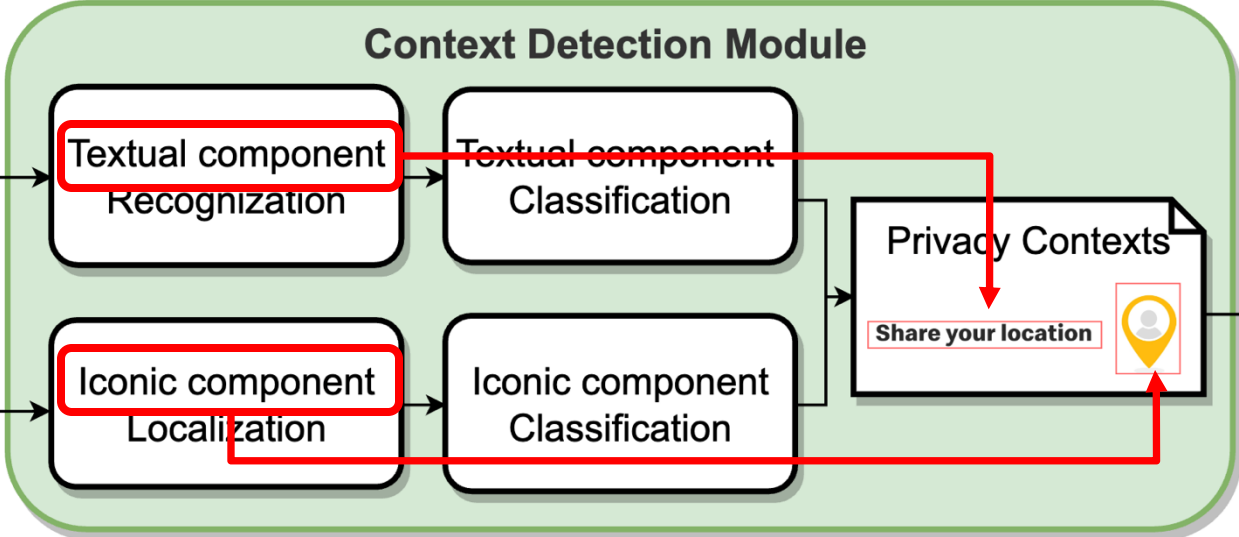 Context Detection Module
Textual component
Recognization
Textual component
Classification
Privacy Contexts
Share your location
Iconic component
Localization
Iconic component
Classification